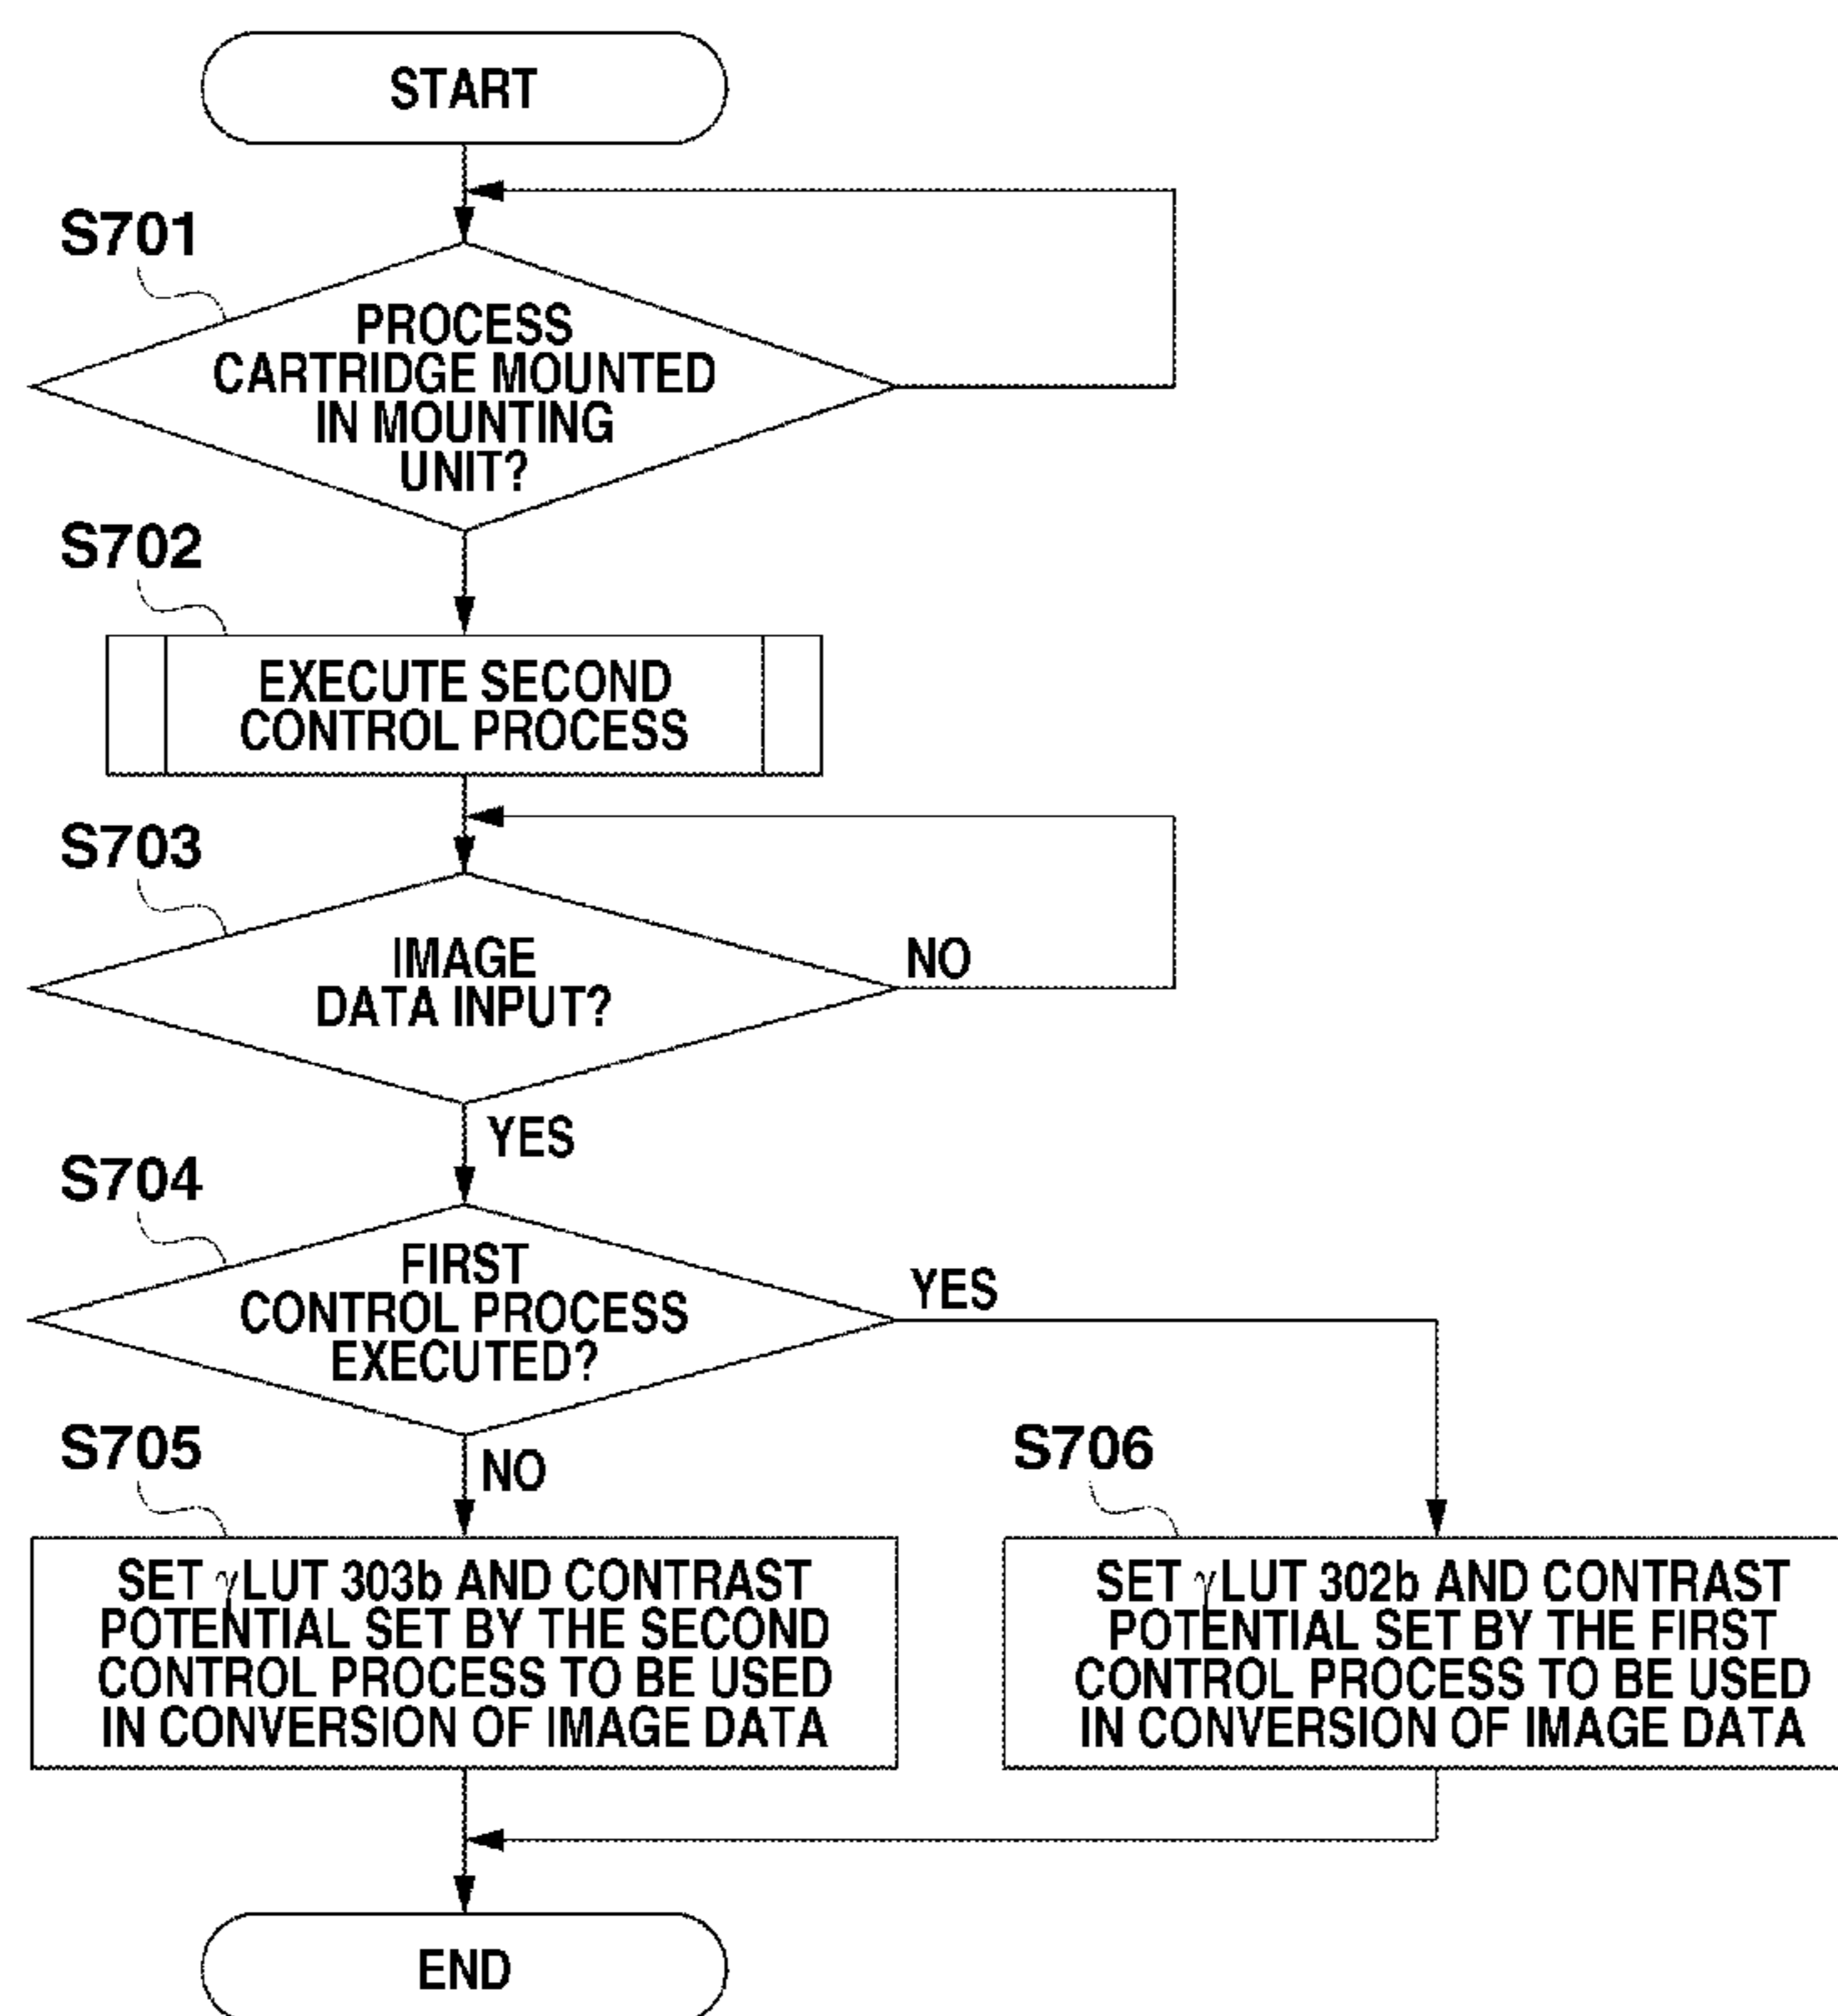 START
S701
PROCESS
CARTRIDGE MOUNTED
IN MOUNTING
UNIT?
S702
EXECUTE SECOND
CONTROL PROCESS
S703
IMAGE
DATA INPUT?
NO
YES
S704
FIRST
CONTROL PROCESS
EXECUTED?
YES
NO
S705
SET γLUT 303b AND CONTRAST
POTENTIAL SET BY THE SECOND
CONTROL PROCESS TO BE USED
IN CONVERSION OF IMAGE DATA
S706
SET γLUT 302b AND CONTRAST
POTENTIAL SET BY THE FIRST
CONTROL PROCESS TO BE USED
IN CONVERSION OF IMAGE DATA
END